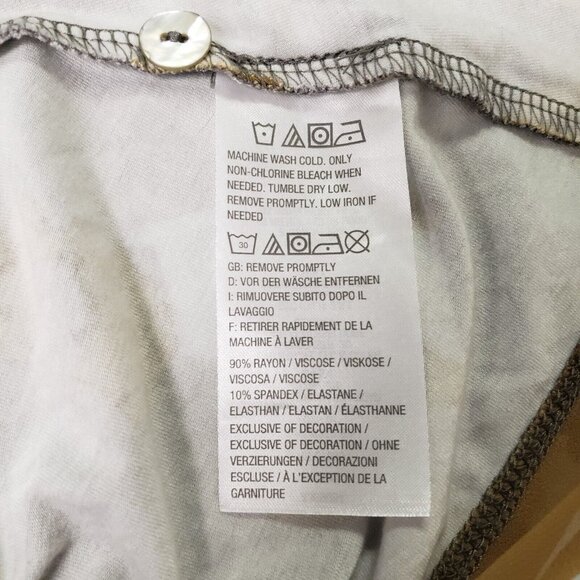 MACHINE WASH COLD. ONLY
NON-CHLORINE BLEACH WHEN
NEEDED. TUMBLE DRY LOW.
REMOVE PROMPTLY. LOW IRON IF
NEEDED
30
GB: REMOVE PROMPTLY
D: VOR DER WÄSCHE ENTFERNEN
I: RIMUOVERE SUBITO DOPO IL
LAVAGGIO
F: RETIRER RAPIDEMENT DE LA
MACHINE À LAVER
90% RAYON / VISCOSE / VISKOSE /
VISCOSA / VISCOSE
10% SPANDEX / ELASTANE /
ELASTHAN / ELASTAN / ÉLASTHANNE
EXCLUSIVE OF DECORATION /
EXCLUSIVE OF DECORATION / OHNE
VERZIERUNGEN / DECORAZIONI
ESCLUSE / À L'EXCEPTION DE LA
GARNITURE